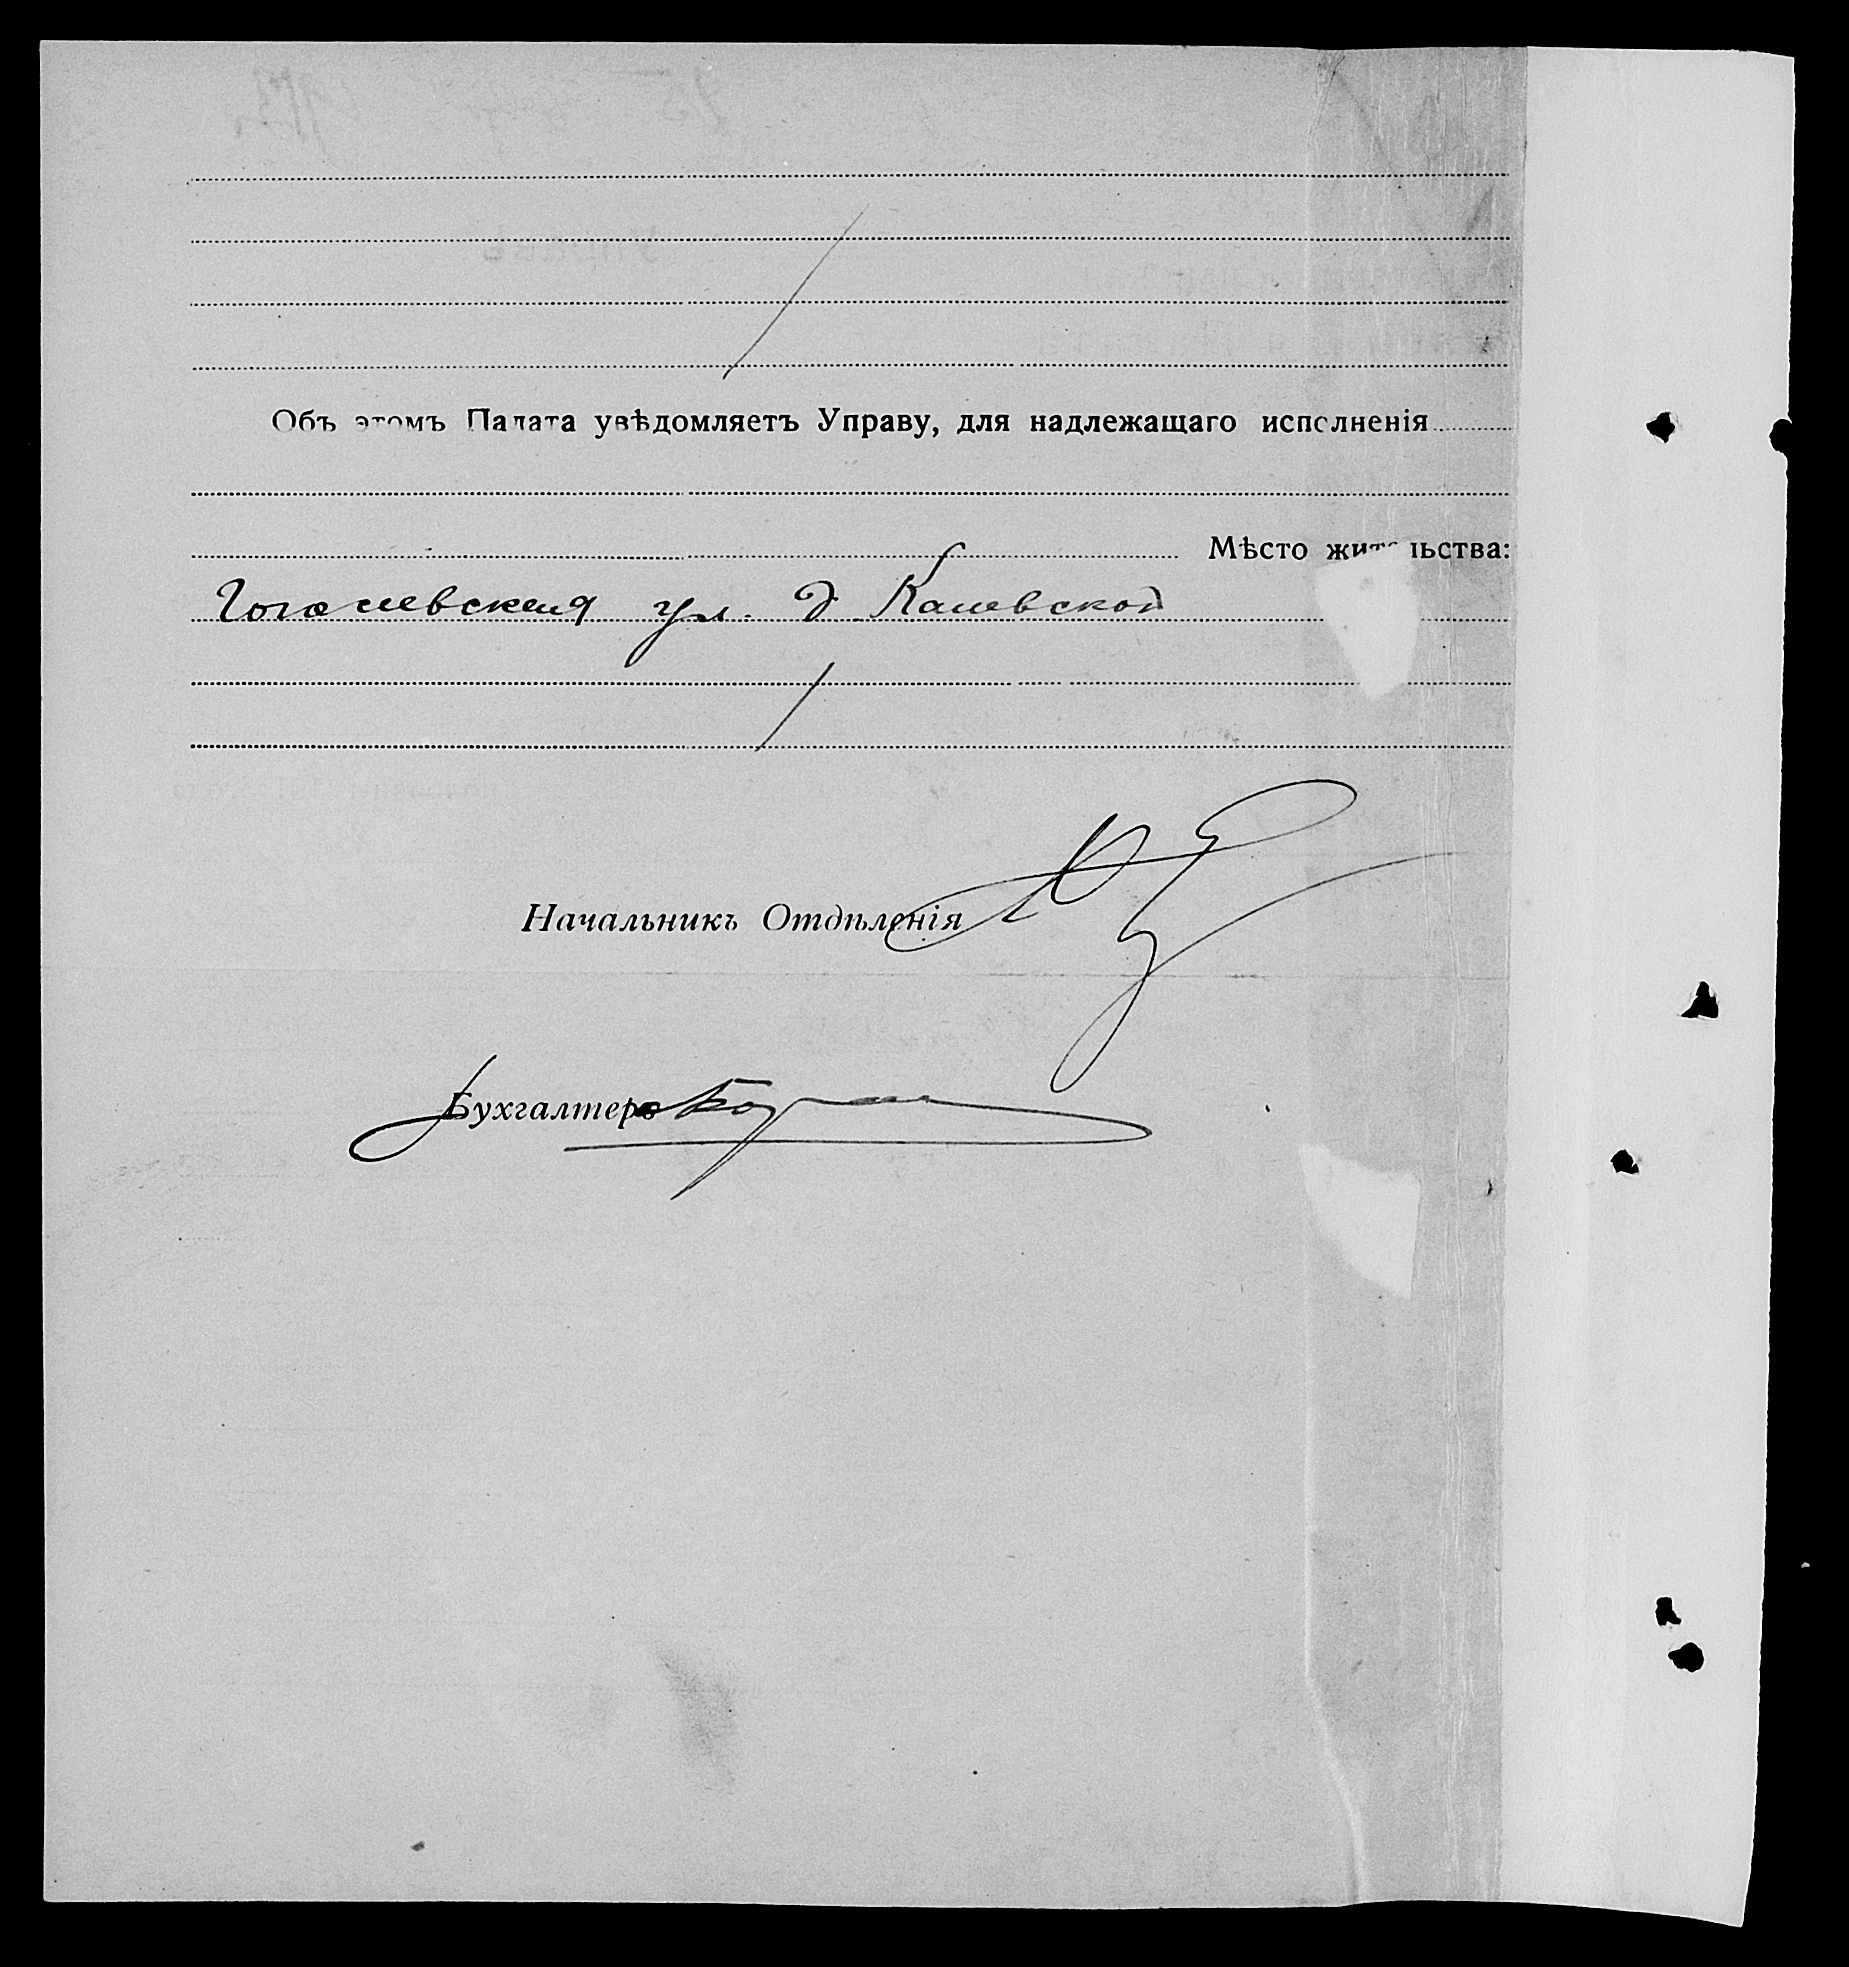 Объ этомъ Палата увѣдомляетъ Управу, для надлежащаго исполненія
Мѣсто жительства:
Гоголевская ул. д. Каневской
Начальникъ Отдѣленія
Бухгалтеръ